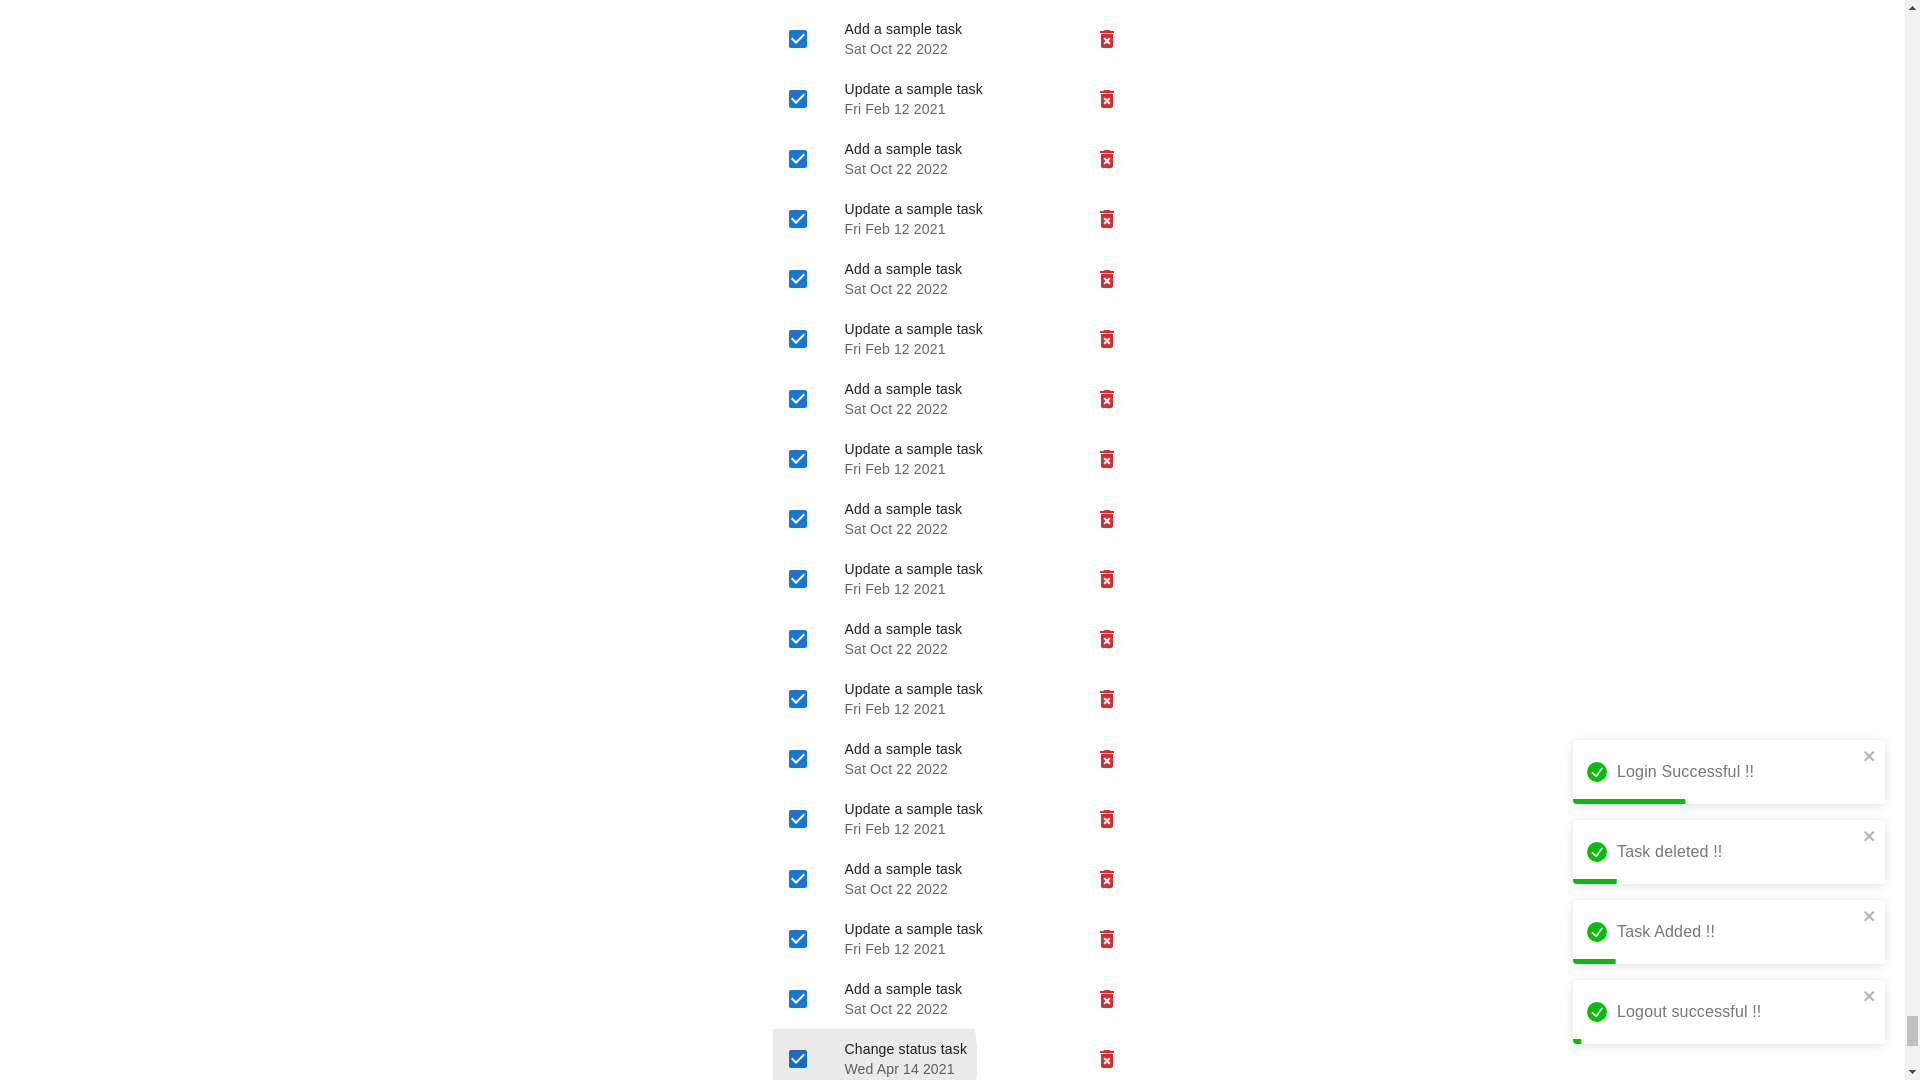 Add a sample task
Sat Oct 22 2022
Update a sample task
Fri Feb 12 2021
Add a sample task
Sat Oct 22 2022
Update a sample task
Fri Feb 12 2021
Add a sample task
Sat Oct 22 2022
Update a sample task
Fri Feb 12 2021
Add a sample task
Sat Oct 22 2022
Update a sample task
Fri Feb 12 2021
Add a sample task
Sat Oct 22 2022
Update a sample task
Fri Feb 12 2021
Add a sample task
Sat Oct 22 2022
Update a sample task
Fri Feb 12 2021
Add a sample task
Sat Oct 22 2022
Update a sample task
Fri Feb 12 2021
Add a sample task
Sat Oct 22 2022
Update a sample task
Fri Feb 12 2021
Add a sample task
Sat Oct 22 2022
Change status task
Wed Apr 14 2021
Login Successful !!
Task deleted !!
Task Added !!
Logout successful !!